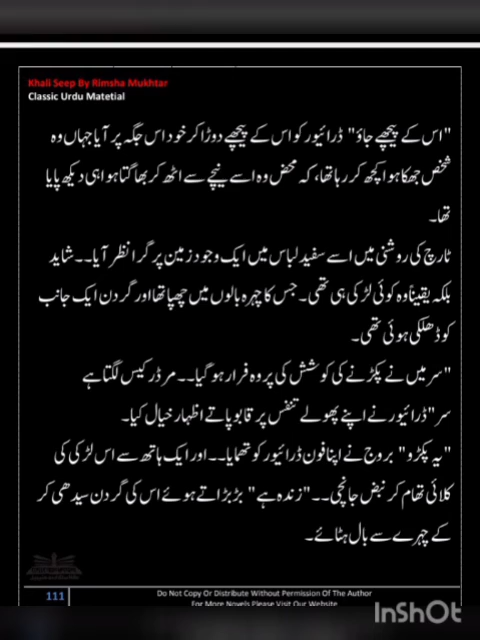 Khali Seep By Rimsha Mukhtar
Classic Urdu Matetial
"اس کے پیچھے جاؤ" ڈرائیور کو اس کے پیچھے دوڑا کر خود اس جگہ پر آیا جہاں وہ
شخص جھکا ہوا کچھ کر رہا تھا، کہ محض وہ اسے نیچے سے اٹھ کر بھاگتا ہوا ہی دیکھ پایا
تھا۔
ٹارچ کی روشنی میں اسے سفید لباس میں ایک وجود زمین پر گرا نظر آیا۔۔ شاید
بلکہ یقیناً وہ کوئی لڑکی ہی تھی۔ جس کا چہرہ بالوں میں چھپا تھا اور گردن ایک جانب
کو ڈھلکی ہوئی تھی۔
"سر میں نے پکڑنے کی کوشش کی پر وہ فرار ہو گیا۔۔ مرڈر کیس لگتا ہے
سر" ڈرائیور نے اپنے پھولے تنفس پر قابو پاتے اظہار خیال کیا۔
"یہ پکڑو" بروج نے اپنا فون ڈرائیور کو تھمایا۔۔ اور ایک ہاتھ سے اس لڑکی کی
کلائی تھام کر نبض جانچی۔۔ "زندہ ہے" بڑبڑاتے ہوئے اس کی گردن سیدھی کر
کے چہرے سے بال ہٹائے۔
111
Do Not Copy Or Distribute Without Permission Of The Author
For More Novels Please Visit Our Website
InShOt